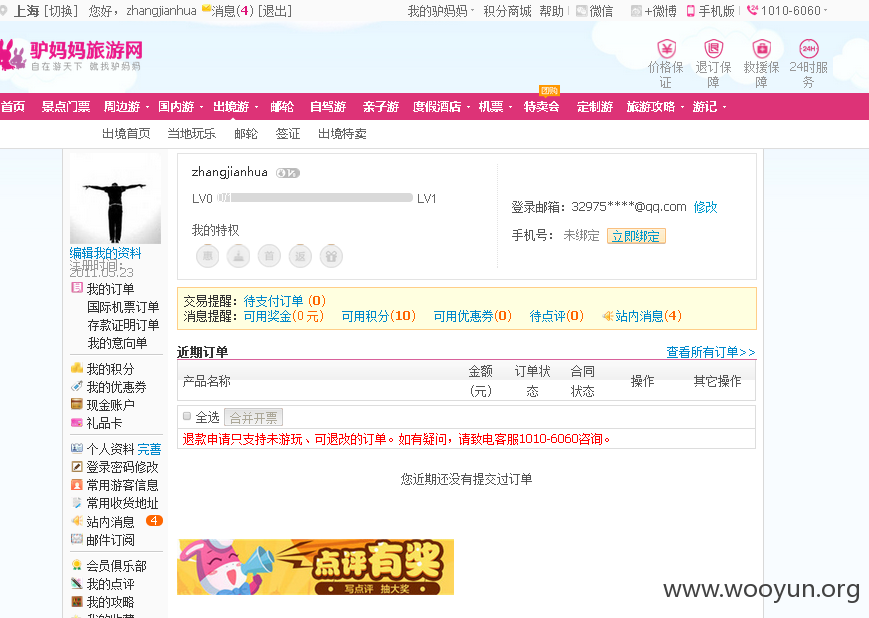 上海 [切换] 您好，zhangjianhua 消息(4) [退出] 我的驴妈妈 积分商城 帮助 微信 +微博 手机版 1010-6060
驴妈妈旅游网
自在游天下 就找驴妈妈
价格保证 退订保障 救援保障 24时服务
团购
首页 景点门票 周边游 国内游 出境游 邮轮 自驾游 亲子游 度假酒店 机票 特卖会 定制游 旅游攻略 游记
出境首页 当地玩乐 邮轮 签证 出境特卖
zhangjianhua
LV0 0/1 LV1
登录邮箱：32975****@qq.com 修改
我的特权
手机号： 未绑定 立即绑定
编辑我的资料
注册时间：
2011.05.23
我的订单
国际机票订单
存款证明订单
我的意向单
我的积分
我的优惠券
现金账户
礼品卡
个人资料 完善
登录密码修改
常用游客信息
常用收货地址
站内消息 4
邮件订阅
会员俱乐部
我的点评
我的攻略
我的收藏
交易提醒：待支付订单 (0)
消息提醒：可用奖金(0 元) 可用积分(10) 可用优惠券(0) 待点评(0) 站内消息(4)
近期订单 查看所有订单>>
产品名称 金额(元) 订单状态 合同状态 操作 其它操作
全选 合并开票
退款申请只支持未游玩、可退改的订单。如有疑问，请致电客服1010-6060咨询。
您近期还没有提交过订单
点评有奖
写点评 抽大奖
www.wooyun.org